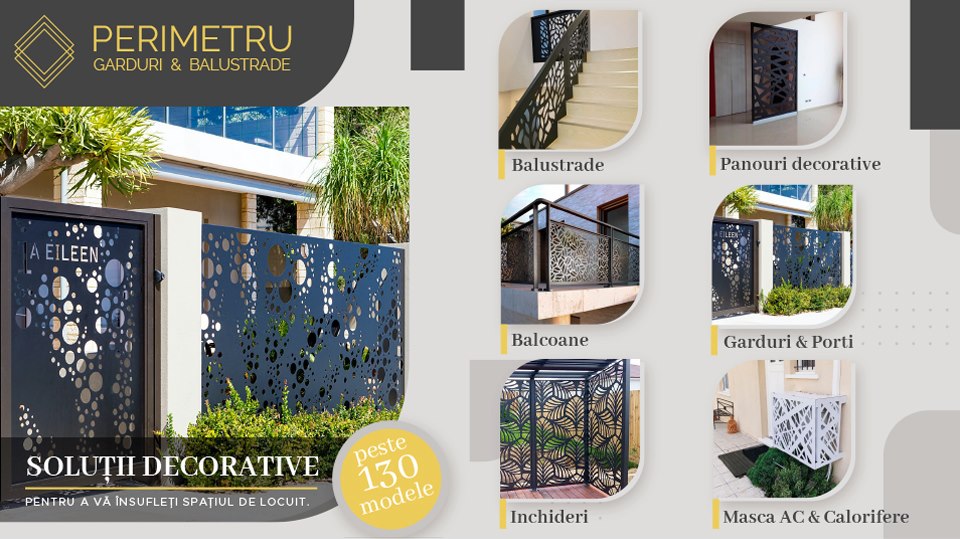 PERIMETRU
GARDURI & BALUSTRADE
A EILEEN
SOLUȚII DECORATIVE
PENTRU A VĂ ÎNSUFLEȚI SPAȚIUL DE LOCUIT.
peste
130
modele
Balustrade
Panouri decorative
Balcoane
Garduri & Porti
Inchideri
Masca AC & Calorifere